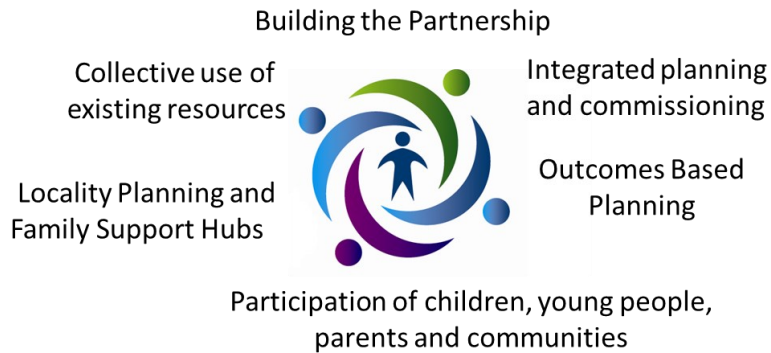 Building the Partnership
Collective use of
existing resources
Integrated planning
and commissioning
Locality Planning and
Family Support Hubs
Outcomes Based
Planning
Participation of children, young people,
parents and communities